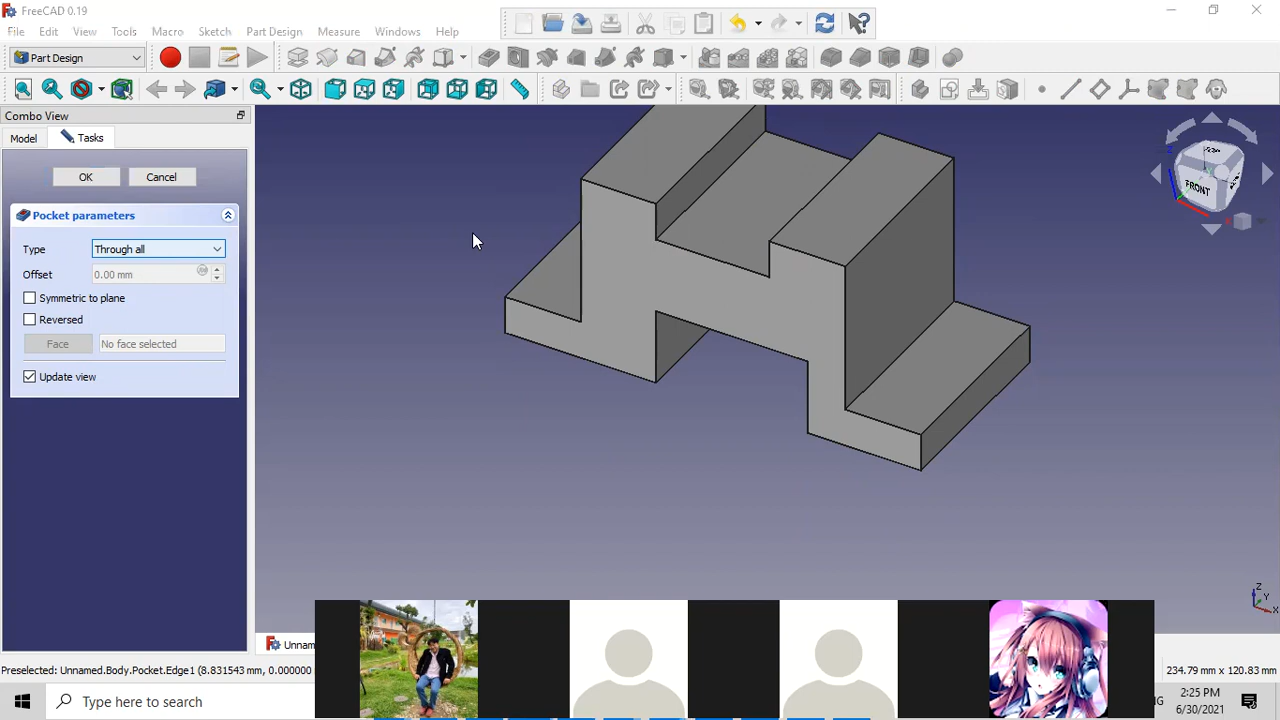 FreeCAD 0.19
File Edit View Tools Macro Sketch Part Design Measure Windows Help
Part Design
Combo View
Model Tasks
OK Cancel
Pocket parameters
Type Through all
Offset 0.00 mm
Symmetric to plane
Reversed
Face No face selected
Update view
FRONT
Z
Y
Unnam
Preselected: Unnamed.Body.Pocket.Edge1 (8.831543 mm, 0.000000
234.79 mm x 120.83 mm
Type here to search
NG
2:25 PM
6/30/2021